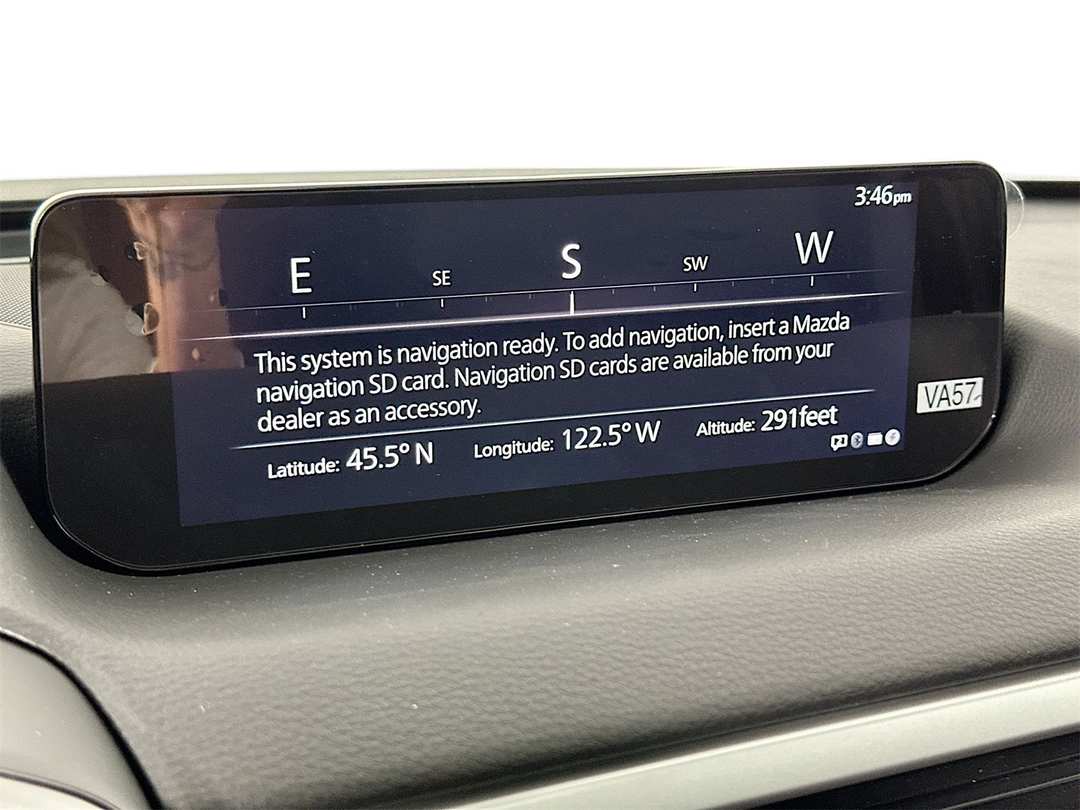 3:46pm
E SE S SW W
This system is navigation ready. To add navigation, insert a Mazda
navigation SD card. Navigation SD cards are available from your
dealer as an accessory.
Latitude: 45.5° N Longitude: 122.5° W Altitude: 291feet
VA57